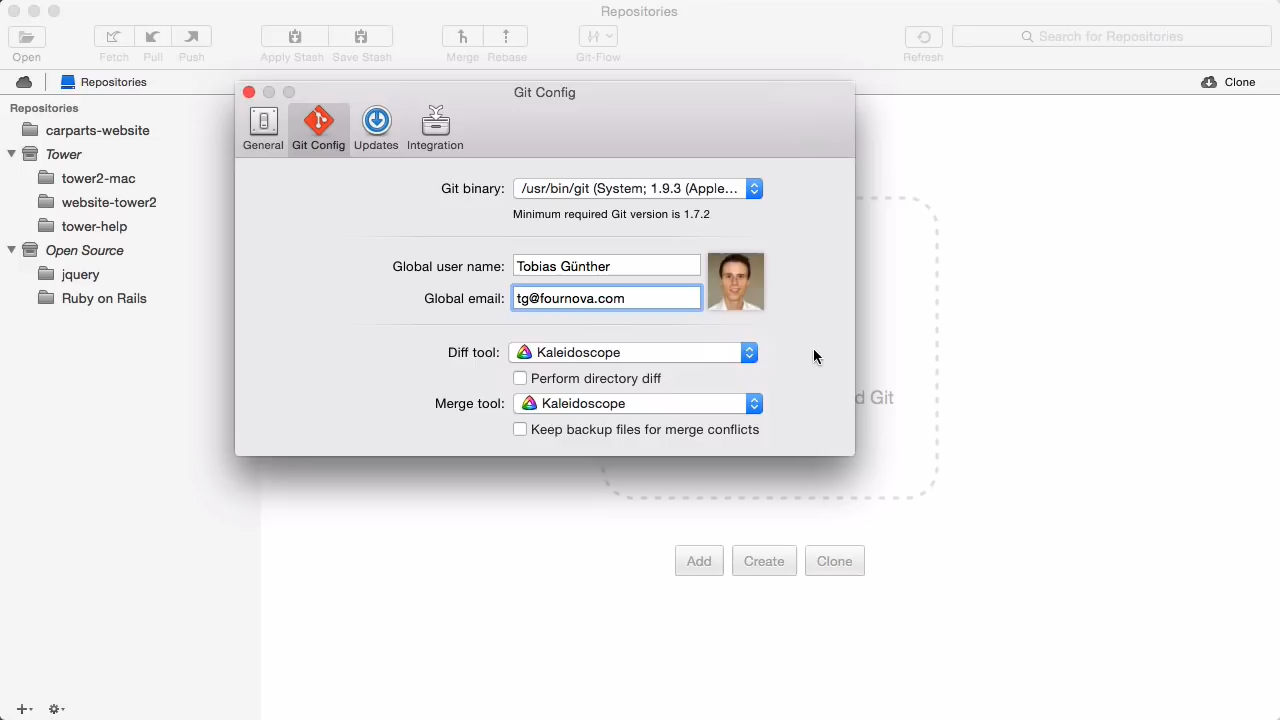 Repositories
Open
Fetch
Pull
Push
Apply Stash
Save Stash
Merge
Rebase
Git-Flow
Refresh
Search for Repositories
Repositories
Clone
Repositories
carparts-website
Tower
tower2-mac
website-tower2
tower-help
Open Source
jquery
Ruby on Rails
Git Config
General
Git Config
Updates
Integration
Git binary: /usr/bin/git (System; 1.9.3 (Apple...
Minimum required Git version is 1.7.2
Global user name: Tobias Günther
Global email: tg@fournova.com
Diff tool: Kaleidoscope
Perform directory diff
Merge tool: Kaleidoscope
Keep backup files for merge conflicts
d Git
Add
Create
Clone